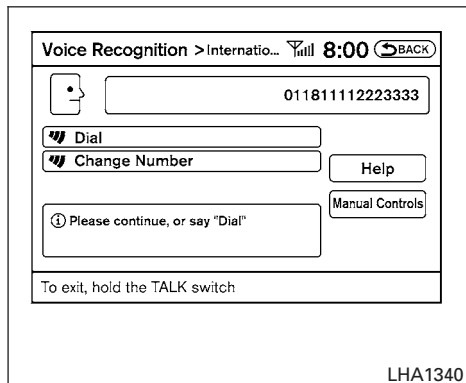 Voice Recognition > Internatio... 8:00 BACK
011811112223333
Dial
Change Number
Help
Manual Controls
Please continue, or say "Dial"
To exit, hold the TALK switch
LHA1340